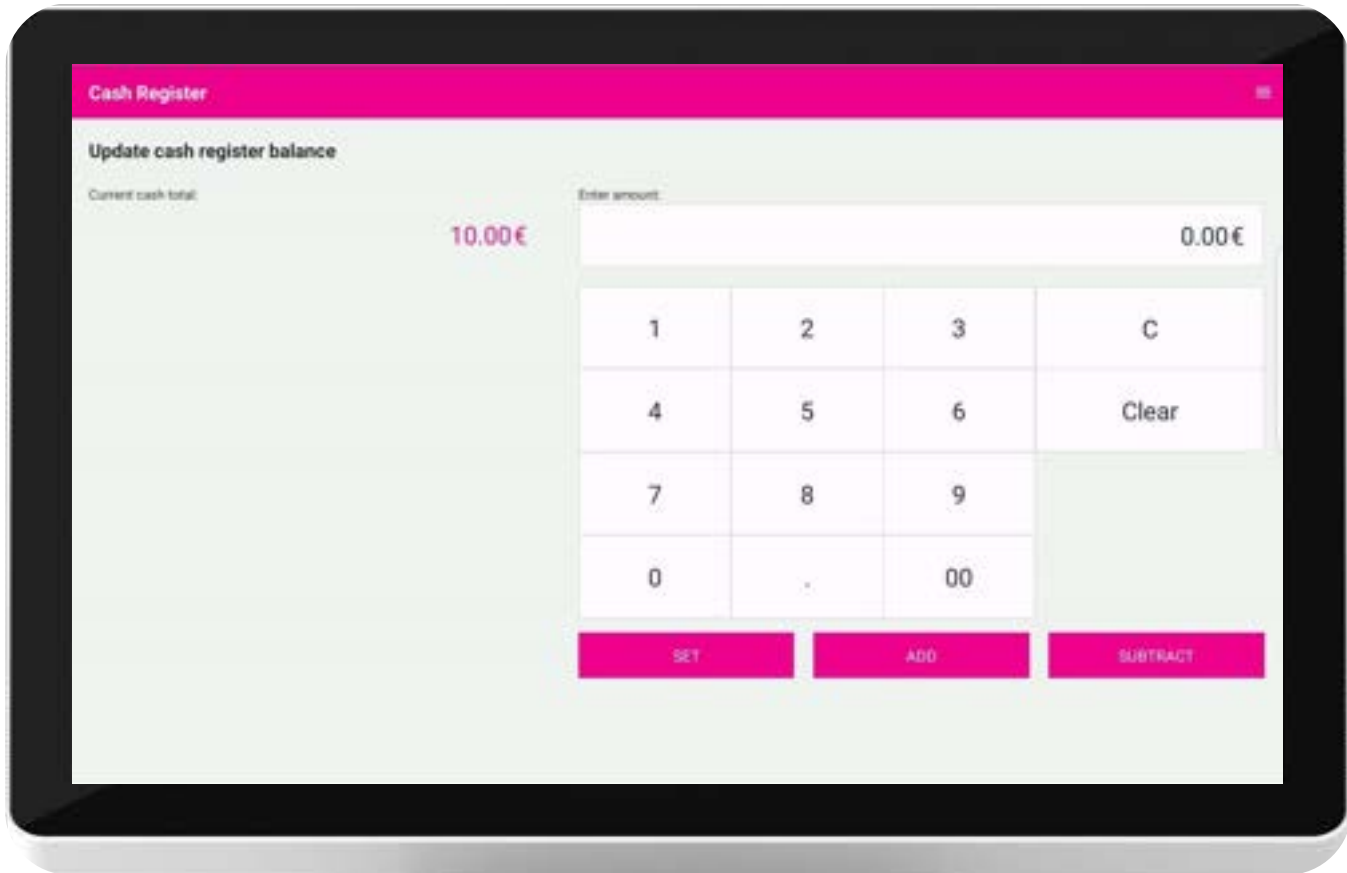 Cash Register
Update cash register balance
Current cash total:
10.00€
Enter amount:
0.00€
1 2 3 C
4 5 6 Clear
7 8 9
0 . 00
SET ADD SUBTRACT